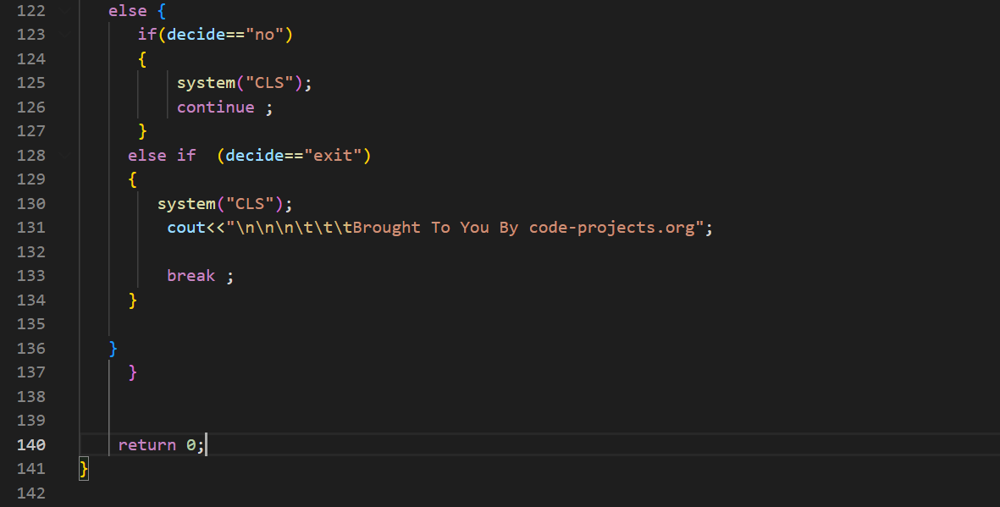 122 else {
123 if(decide=="no")
124 {
125 system("CLS");
126 continue ;
127 }
128 else if  (decide=="exit")
129 {
130 system("CLS");
131 cout<<"\n\n\n\t\t\tBrought To You By code-projects.org";
132
133 break ;
134 }
135
136 }
137 }
138
139
140 return 0;
141 }
142